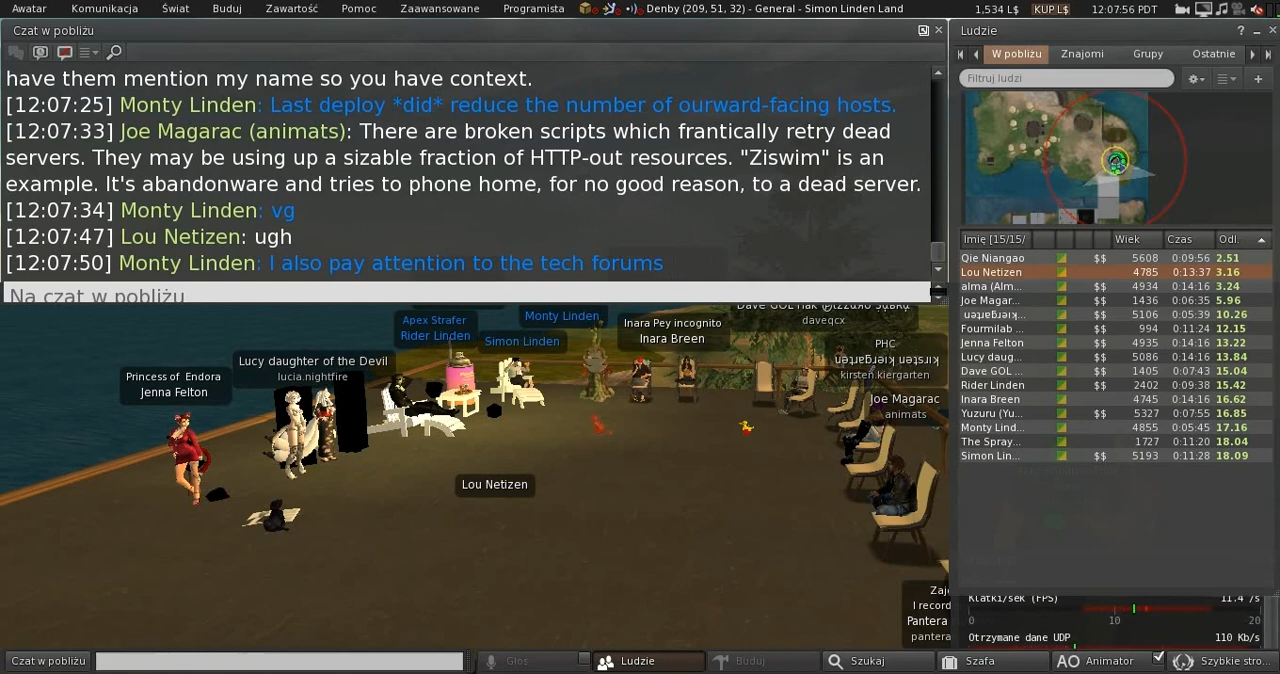 Awatar Komunikacja Świat Buduj Zawartość Pomoc Zaawansowane Programista Denby (209, 51, 32) - General - Simon Linden Land 1,534 L$ KUP L$ 12:07:56 PDT
Czat w pobliżu
have them mention my name so you have context.
[12:07:25] Monty Linden: Last deploy *did* reduce the number of ourward-facing hosts.
[12:07:33] Joe Magarac (animats): There are broken scripts which frantically retry dead
servers. They may be using up a sizable fraction of HTTP-out resources. "Ziswim" is an
example. It's abandonware and tries to phone home, for no good reason, to a dead server.
[12:07:34] Monty Linden: vg
[12:07:47] Lou Netizen: ugh
[12:07:50] Monty Linden: I also pay attention to the tech forums
Na czat w pobliżu
Apex Strafer
Rider Linden
Monty Linden
Simon Linden
Inara Pey incognito
Inara Breen
daveqcx
PHC
kirsten.kiergarten
Lucy daughter of the Devil
lucia.nightfire
Princess of Endora
Jenna Felton
Joe Magarac
animats
Lou Netizen
Zaj
I record
Pantera
pantera
Ludzie
W pobliżu Znajomi Grupy Ostatnie
Filtruj ludzi
Imię [15/15/ Wiek Czas Odl.
Qie Niangao $$ 5608 0:09:56 2.51
Lou Netizen 4785 0:13:37 3.16
alma (Alm... $$ 4934 0:14:16 3.24
Joe Magar... $$ 1436 0:06:35 5.96
$$ 5106 0:05:39 10.26
Fourmilab ... $$ 994 0:11:24 12.15
Jenna Felton $$ 4935 0:14:16 13.22
Lucy daug... $$ 5086 0:14:16 13.84
Dave GOL ... $$ 1405 0:07:43 15.04
Rider Linden $$ 2402 0:09:38 15.42
Inara Breen 4745 0:14:16 16.62
Yuzuru (Yu... $$ 5327 0:07:55 16.85
Monty Lind... 4855 0:05:45 17.16
The Spray... 1727 0:11:20 18.04
Simon Lin... $$ 5193 0:11:28 18.09
Klatki/sek (FPS) 11.4 /s
0 10 20
Otrzymane dane UDP 110 Kb/s
Czat w pobliżu Głos Ludzie Buduj Szukaj Szafa AO Animator Szybkie stro...